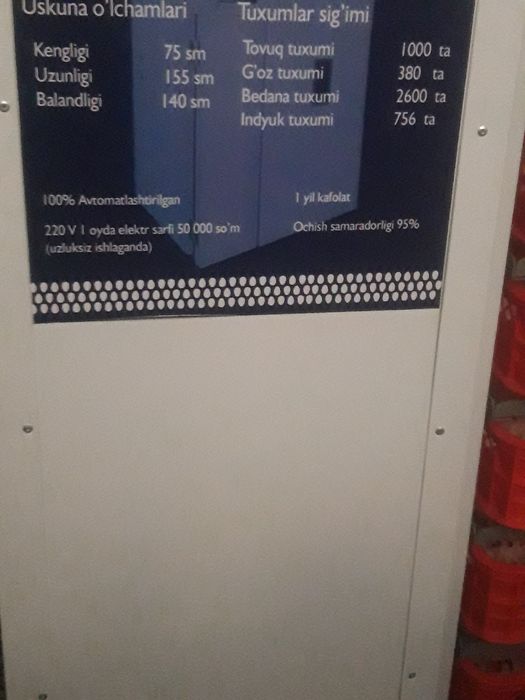 Uskuna o'lchamlari
Kengligi 75 sm
Uzunligi 155 sm
Balandligi 140 sm
Tuxumlar sig'imi
Tovuq tuxumi 1000 ta
G'oz tuxumi 380 ta
Bedana tuxumi 2600 ta
Indyuk tuxumi 756 ta
100% Avtomatlashtirilgan
220 V 1 oyda elektr sarfi 50 000 so'm
(uzluksiz ishlaganda)
1 yil kafolat
Ochish samaradorligi 95%